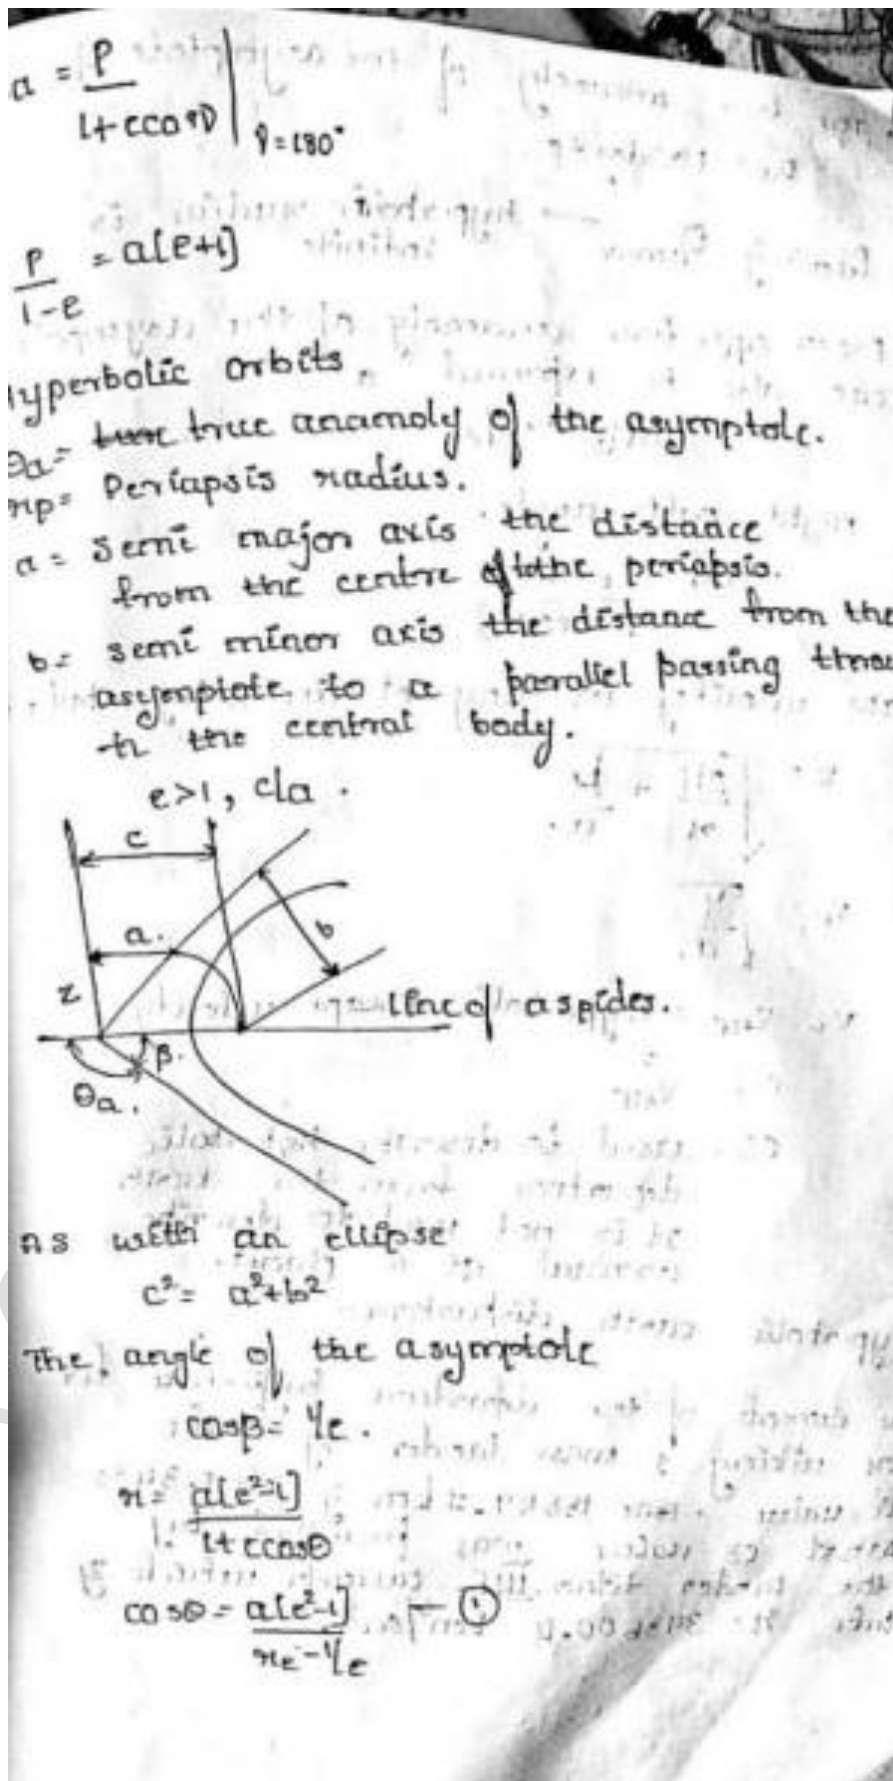 a = P / 1+ecosϑ | ϑ=180°
P / 1-e = a[e+1]
yperbolic orbits
θa= true anamoly of the asymptote.
rp= Periapsis radius.
a= semi major axis the distance
from the centre of to the periapsis.
b= semi minor axis the distance from the
asymptote to a parallel passing throu
th the central body.
e>1, c/a.
c
a.
b
z
line of aspides.
β.
θa.
As with an ellipse
c²= a²+b²
The angle of the asymptote
cosβ= 1/e.
r= a[e²-1] / 1+ecosθ
cosθ= a[e²-1] / re-1/e — ①